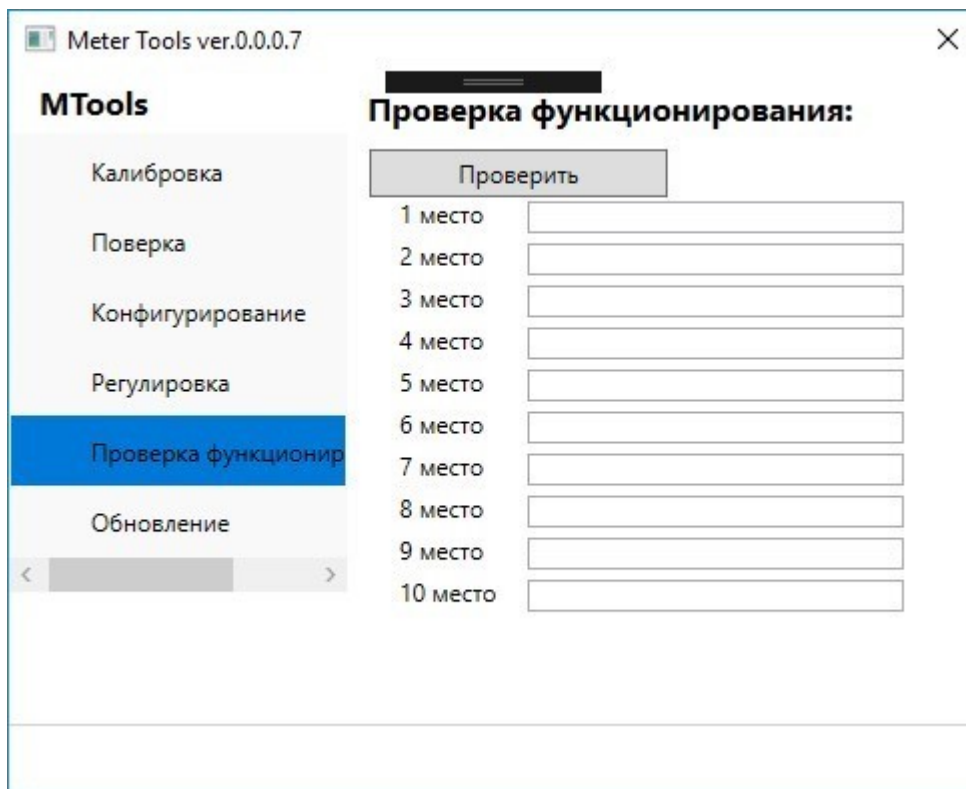 Meter Tools ver.0.0.0.7
MTools
Калибровка
Поверка
Конфигурирование
Регулировка
Проверка функционир
Обновление
Проверка функционирования:
Проверить
1 место
2 место
3 место
4 место
5 место
6 место
7 место
8 место
9 место
10 место